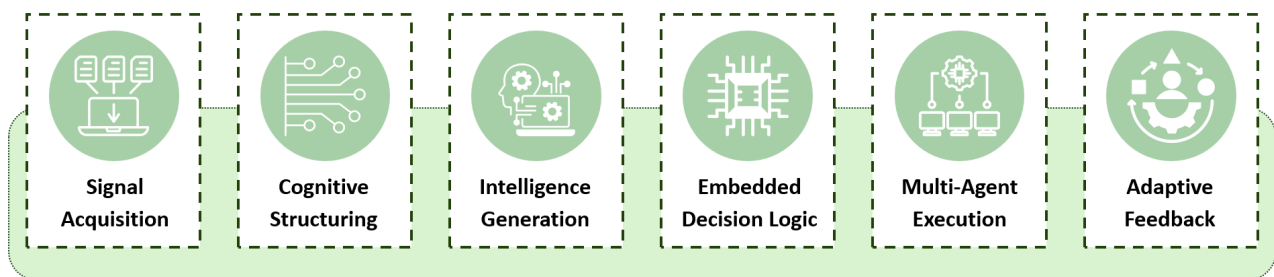 Signal
Acquisition
Cognitive
Structuring
Intelligence
Generation
Embedded
Decision Logic
Multi-Agent
Execution
Adaptive
Feedback